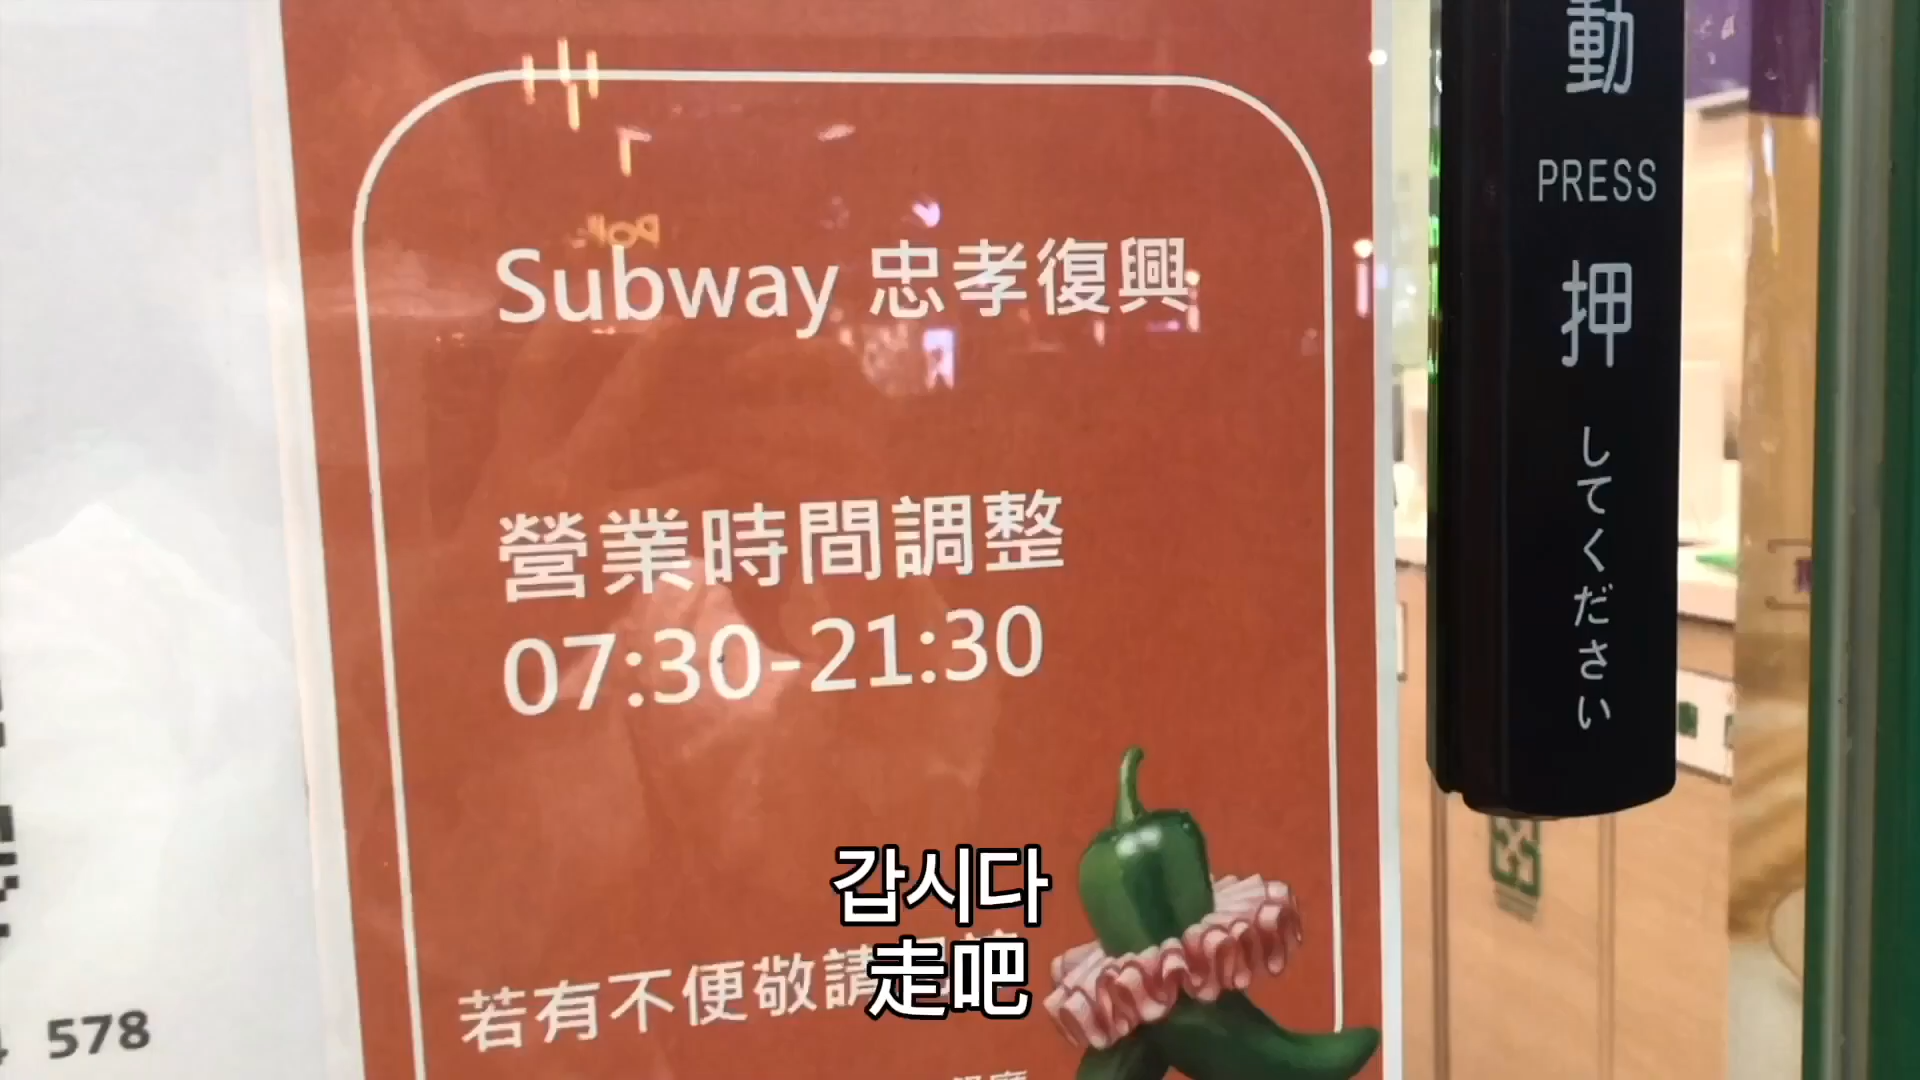 Subway 忠孝復興
營業時間調整
07:30-21:30
若有不便敬請
動
PRESS
押
してください
갑시다
走吧
578